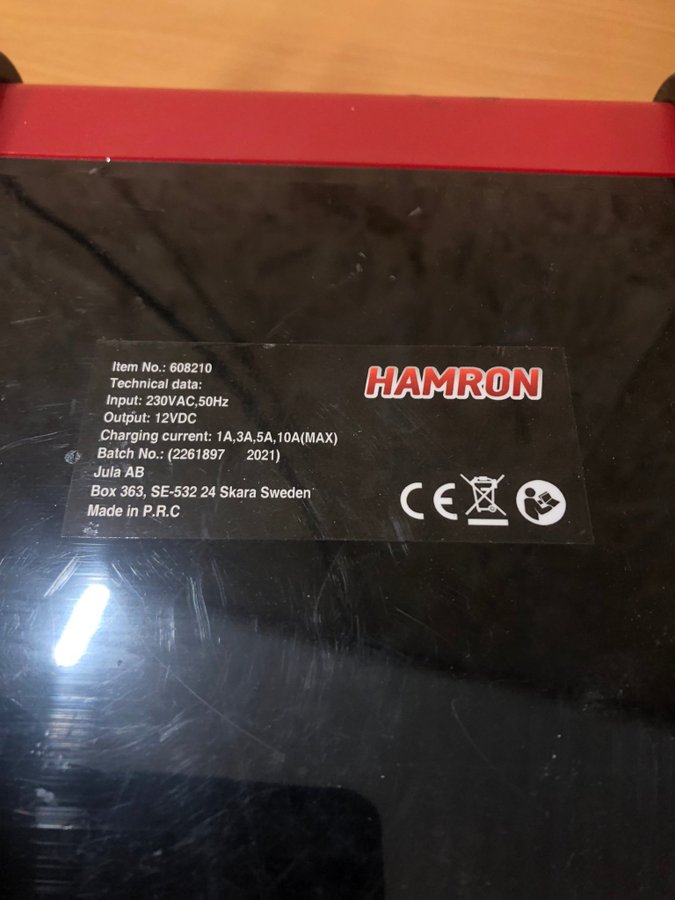 Item No.: 608210
Technical data:
Input: 230VAC,50Hz
Output: 12VDC
Charging current: 1A,3A,5A,10A(MAX)
Batch No.: (2261897 2021)
Jula AB
Box 363, SE-532 24 Skara Sweden
Made in P.R.C
HAMRON
CE